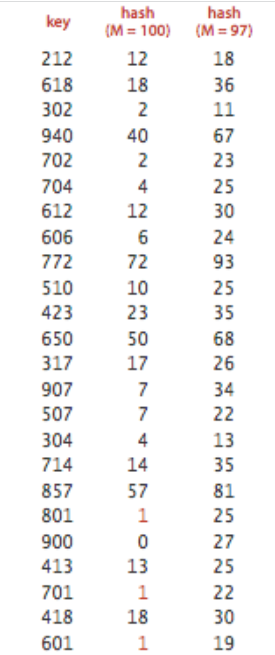 key hash hash
(M = 100) (M = 97)
212 12 18
618 18 36
302 2 11
940 40 67
702 2 23
704 4 25
612 12 30
606 6 24
772 72 93
510 10 25
423 23 35
650 50 68
317 17 26
907 7 34
507 7 22
304 4 13
714 14 35
857 57 81
801 1 25
900 0 27
413 13 25
701 1 22
418 18 30
601 1 19